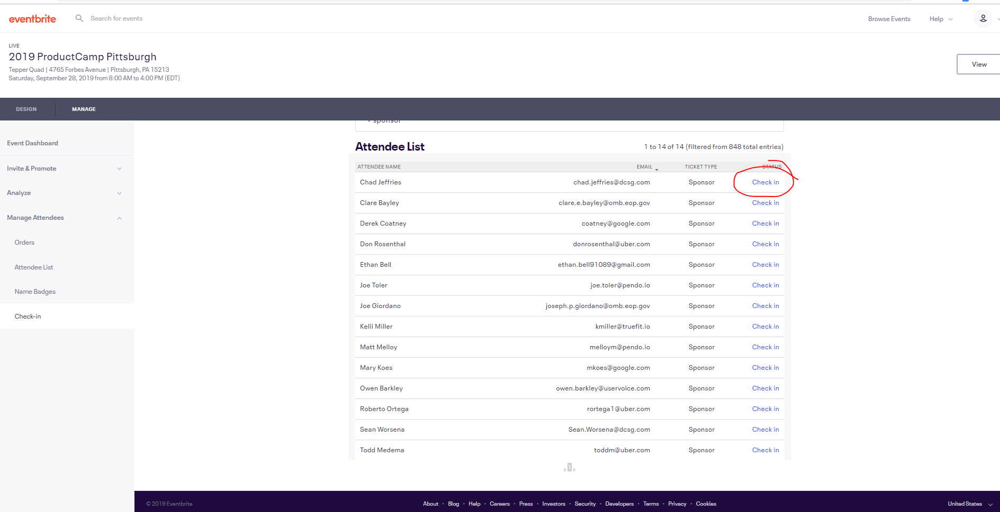 eventbrite
Search for events
Browse Events
Help
LIVE
2019 ProductCamp Pittsburgh
Tepper Quad | 4765 Forbes Avenue | Pittsburgh, PA 15213
Saturday, September 28, 2019 from 8:00 AM to 4:00 PM (EDT)
View
DESIGN
MANAGE
Event Dashboard
Invite & Promote
Analyze
Manage Attendees
Orders
Attendee List
Name Badges
Check-in
sponsor
Attendee List
1 to 14 of 14 (filtered from 848 total entries)
ATTENDEE NAME EMAIL TICKET TYPE STATUS
Chad Jeffries chad.jeffries@dcsg.com Sponsor Check in
Clare Bayley clare.e.bayley@omb.eop.gov Sponsor Check in
Derek Coatney coatney@google.com Sponsor Check in
Don Rosenthal donrosenthal@uber.com Sponsor Check in
Ethan Bell ethan.bell91089@gmail.com Sponsor Check in
Joe Toler joe.toler@pendo.io Sponsor Check in
Joe Giordano joseph.p.giordano@omb.eop.gov Sponsor Check in
Kelli Miller kmiller@truefit.io Sponsor Check in
Matt Melloy melloym@pendo.io Sponsor Check in
Mary Koes mkoes@google.com Sponsor Check in
Owen Barkley owen.barkley@uservoice.com Sponsor Check in
Roberto Ortega rortega1@uber.com Sponsor Check in
Sean Worsena Sean.Worsena@dcsg.com Sponsor Check in
Todd Medema toddm@uber.com Sponsor Check in
1
© 2019 Eventbrite
About • Blog • Help • Careers • Press • Investors • Security • Developers • Terms • Privacy • Cookies
United States